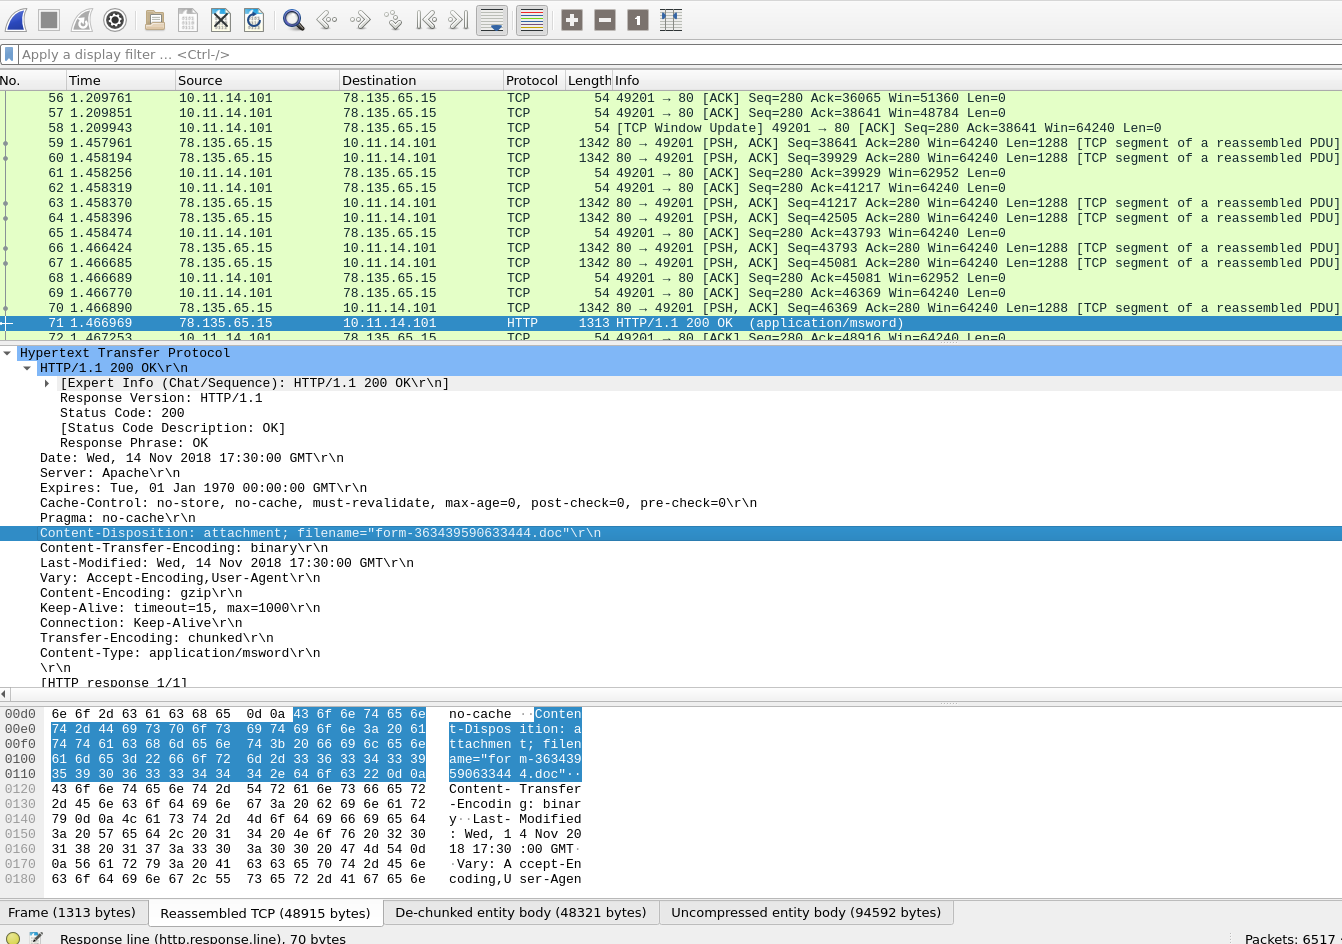 1
Apply a display filter … <Ctrl-/>
No. Time Source Destination Protocol Length Info
56 1.209761 10.11.14.101 78.135.65.15 TCP 54 49201 → 80 [ACK] Seq=280 Ack=36065 Win=51360 Len=0
57 1.209851 10.11.14.101 78.135.65.15 TCP 54 49201 → 80 [ACK] Seq=280 Ack=38641 Win=48784 Len=0
58 1.209943 10.11.14.101 78.135.65.15 TCP 54 [TCP Window Update] 49201 → 80 [ACK] Seq=280 Ack=38641 Win=64240 Len=0
59 1.457961 78.135.65.15 10.11.14.101 TCP 1342 80 → 49201 [PSH, ACK] Seq=38641 Ack=280 Win=64240 Len=1288 [TCP segment of a reassembled PDU]
60 1.458194 78.135.65.15 10.11.14.101 TCP 1342 80 → 49201 [PSH, ACK] Seq=39929 Ack=280 Win=64240 Len=1288 [TCP segment of a reassembled PDU]
61 1.458256 10.11.14.101 78.135.65.15 TCP 54 49201 → 80 [ACK] Seq=280 Ack=39929 Win=62952 Len=0
62 1.458319 10.11.14.101 78.135.65.15 TCP 54 49201 → 80 [ACK] Seq=280 Ack=41217 Win=64240 Len=0
63 1.458370 78.135.65.15 10.11.14.101 TCP 1342 80 → 49201 [PSH, ACK] Seq=41217 Ack=280 Win=64240 Len=1288 [TCP segment of a reassembled PDU]
64 1.458396 78.135.65.15 10.11.14.101 TCP 1342 80 → 49201 [PSH, ACK] Seq=42505 Ack=280 Win=64240 Len=1288 [TCP segment of a reassembled PDU]
65 1.458474 10.11.14.101 78.135.65.15 TCP 54 49201 → 80 [ACK] Seq=280 Ack=43793 Win=64240 Len=0
66 1.466424 78.135.65.15 10.11.14.101 TCP 1342 80 → 49201 [PSH, ACK] Seq=43793 Ack=280 Win=64240 Len=1288 [TCP segment of a reassembled PDU]
67 1.466685 78.135.65.15 10.11.14.101 TCP 1342 80 → 49201 [PSH, ACK] Seq=45081 Ack=280 Win=64240 Len=1288 [TCP segment of a reassembled PDU]
68 1.466689 10.11.14.101 78.135.65.15 TCP 54 49201 → 80 [ACK] Seq=280 Ack=45081 Win=62952 Len=0
69 1.466770 10.11.14.101 78.135.65.15 TCP 54 49201 → 80 [ACK] Seq=280 Ack=46369 Win=64240 Len=0
70 1.466890 78.135.65.15 10.11.14.101 TCP 1342 80 → 49201 [PSH, ACK] Seq=46369 Ack=280 Win=64240 Len=1288 [TCP segment of a reassembled PDU]
71 1.466969 78.135.65.15 10.11.14.101 HTTP 1313 HTTP/1.1 200 OK  (application/msword)
72 1.467253 10.11.14.101 78.135.65.15 TCP 54 49201 → 80 [ACK] Seq=280 Ack=48916 Win=64240 Len=0
Hypertext Transfer Protocol
HTTP/1.1 200 OK\r\n
[Expert Info (Chat/Sequence): HTTP/1.1 200 OK\r\n]
Response Version: HTTP/1.1
Status Code: 200
[Status Code Description: OK]
Response Phrase: OK
Date: Wed, 14 Nov 2018 17:30:00 GMT\r\n
Server: Apache\r\n
Expires: Tue, 01 Jan 1970 00:00:00 GMT\r\n
Cache-Control: no-store, no-cache, must-revalidate, max-age=0, post-check=0, pre-check=0\r\n
Pragma: no-cache\r\n
Content-Disposition: attachment; filename="form-363439590633444.doc"\r\n
Content-Transfer-Encoding: binary\r\n
Last-Modified: Wed, 14 Nov 2018 17:30:00 GMT\r\n
Vary: Accept-Encoding,User-Agent\r\n
Content-Encoding: gzip\r\n
Keep-Alive: timeout=15, max=1000\r\n
Connection: Keep-Alive\r\n
Transfer-Encoding: chunked\r\n
Content-Type: application/msword\r\n
\r\n
[HTTP response 1/1]
00d0 6e 6f 2d 63 61 63 68 65 0d 0a 43 6f 6e 74 65 6e no-cache ··Conten
00e0 74 2d 44 69 73 70 6f 73 69 74 69 6f 6e 3a 20 61 t-Dispos ition: a
00f0 74 74 61 63 68 6d 65 6e 74 3b 20 66 69 6c 65 6e ttachmen t; filen
0100 61 6d 65 3d 22 66 6f 72 6d 2d 33 36 33 34 33 39 ame="for m-363439
0110 35 39 30 36 33 33 34 34 34 2e 64 6f 63 22 0d 0a 59063344 4.doc"··
0120 43 6f 6e 74 65 6e 74 2d 54 72 61 6e 73 66 65 72 Content- Transfer
0130 2d 45 6e 63 6f 64 69 6e 67 3a 20 62 69 6e 61 72 -Encodin g: binar
0140 79 0d 0a 4c 61 73 74 2d 4d 6f 64 69 66 69 65 64 y··Last- Modified
0150 3a 20 57 65 64 2c 20 31 34 20 4e 6f 76 20 32 30 : Wed, 1 4 Nov 20
0160 31 38 20 31 37 3a 33 30 3a 30 30 20 47 4d 54 0d 18 17:30 :00 GMT·
0170 0a 56 61 72 79 3a 20 41 63 63 65 70 74 2d 45 6e ·Vary: A ccept-En
0180 63 6f 64 69 6e 67 2c 55 73 65 72 2d 41 67 65 6e coding,U ser-Agen
Frame (1313 bytes) Reassembled TCP (48915 bytes) De-chunked entity body (48321 bytes) Uncompressed entity body (94592 bytes)
Response line (http.response.line), 70 bytes Packets: 6517 ·